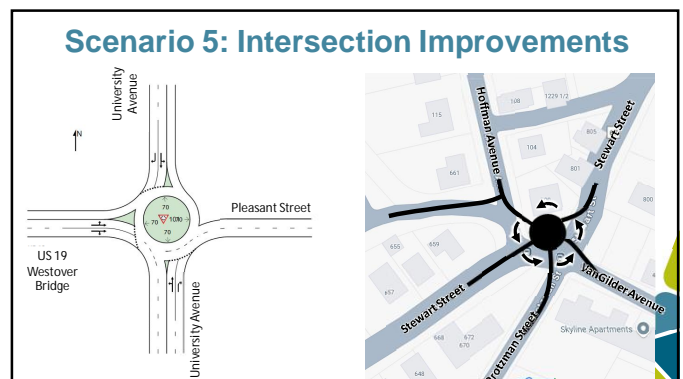 Scenario 5: Intersection Improvements
University
Avenue
N
70
70
70
Pleasant Street
US 19
Westover
Bridge
University Avenue
Hoffman Avenue
108
1229 1/2
115
104
805
Stewart Street
801
661
800
655
659
657
Stewart Street
VanGilder Avenue
Protzman Street
Skyline Apartments
668
672
670
648